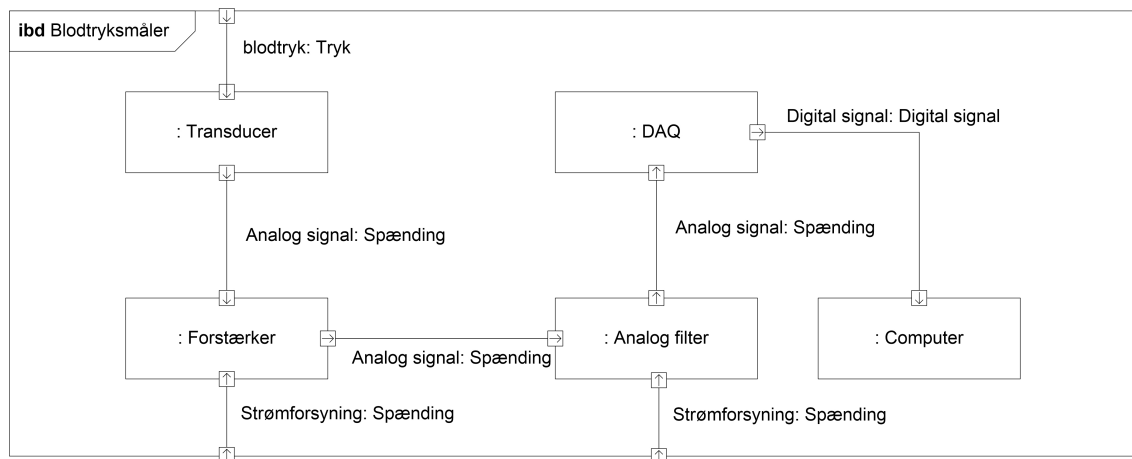 ibd Blodtryksmåler
blodtryk: Tryk
: Transducer
: DAQ
Digital signal: Digital signal
Analog signal: Spænding
Analog signal: Spænding
: Forstærker
: Analog filter
: Computer
Analog signal: Spænding
Strømforsyning: Spænding
Strømforsyning: Spænding